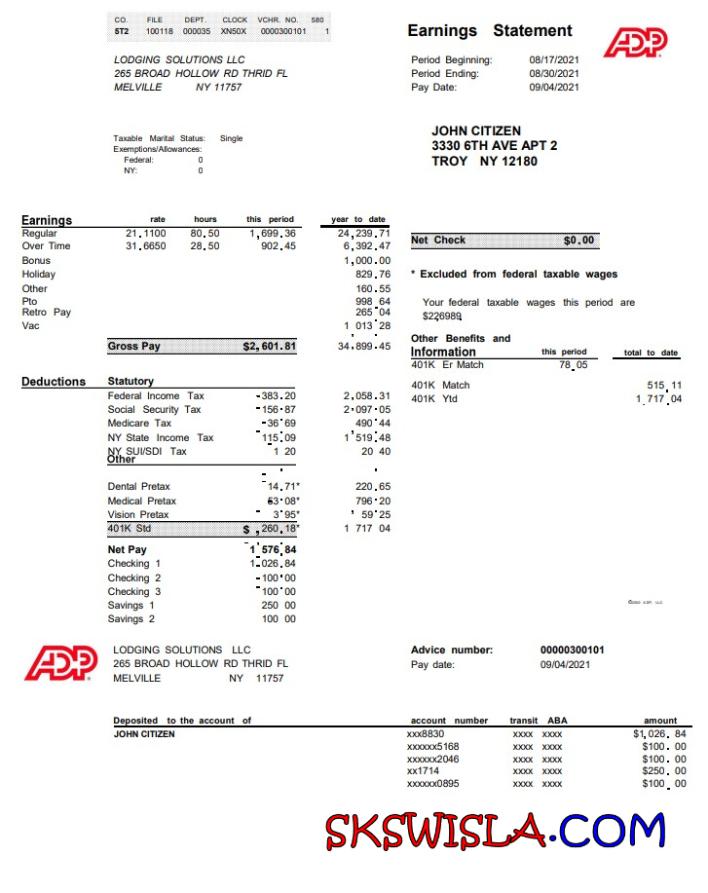 CO. FILE DEPT. CLOCK VCHR. NO. 580
5T2 100118 000035 XN50X 0000300101 1
Earnings Statement
ADP
LODGING SOLUTIONS LLC
265 BROAD HOLLOW RD THRID FL
MELVILLE NY 11757
Period Beginning: 08/17/2021
Period Ending: 08/30/2021
Pay Date: 09/04/2021
Taxable Marital Status: Single
Exemptions/Allowances:
Federal: 0
NY: 0
JOHN CITIZEN
3330 6TH AVE APT 2
TROY NY 12180
Earnings rate hours this period year to date
Regular 21.1100 80.50 1,699.36 24,239.71
Over Time 31.6650 28.50 902.45 6,392.47
Bonus 1,000.00
Holiday 829.76
Other 160.55
Pto 998 64
Retro Pay 265 04
Vac 1 013 28
Gross Pay $2,601.81 34,899.45
Net Check $0.00
* Excluded from federal taxable wages
Your federal taxable wages this period are
$226989
Other Benefits and
Information this period total to date
401K Er Match 78.05
401K Match 515.11
401K Ytd 1 717.04
Deductions Statutory
Federal Income Tax -383.20 2,058.31
Social Security Tax -156.87 2,097.05
Medicare Tax -36.69 490.44
NY State Income Tax -115.09 1,519.48
NY SUI/SDI Tax 1 20 20 40
Other
Dental Pretax -14.71* 220.65
Medical Pretax 53.08* 796.20
Vision Pretax - 3.95* 59.25
401K Std $ ,260.18* 1 717 04
Net Pay 1 576.84
Checking 1 1-026.84
Checking 2 -100.00
Checking 3 100.00
Savings 1 250 00
Savings 2 100 00
ADP
LODGING SOLUTIONS LLC
265 BROAD HOLLOW RD THRID FL
MELVILLE NY 11757
Advice number: 00000300101
Pay date: 09/04/2021
Deposited to the account of account number transit ABA amount
JOHN CITIZEN xxx8830 xxxx xxxx $1,026.84
xxxxxx5168 xxxx xxxx $100.00
xxxxxx2046 xxxx xxxx $100.00
xx1714 xxxx xxxx $250.00
xxxxxx0895 xxxx xxxx $100.00
SKSWISLA.COM